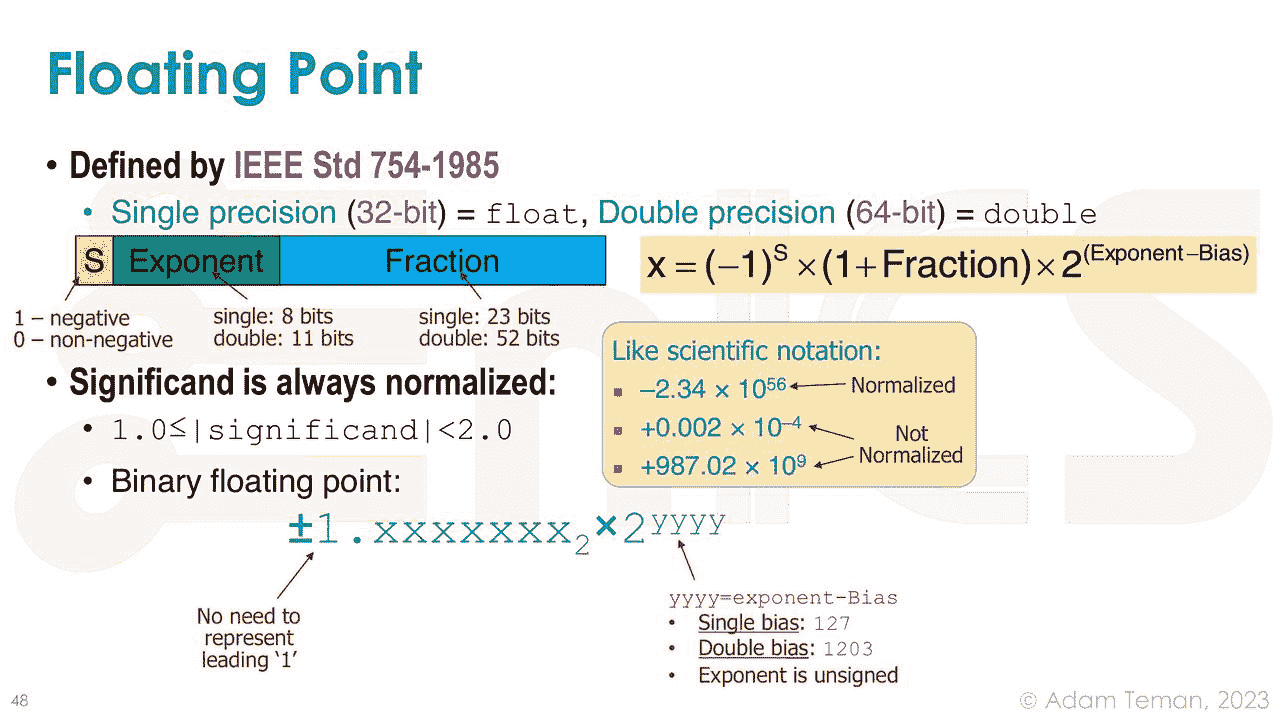 Floating Point
• Defined by IEEE Std 754-1985
• Single precision (32-bit) = float, Double precision (64-bit) = double
S Exponent Fraction
x = (−1)^S × (1+Fraction) × 2^(Exponent−Bias)
1 – negative
0 – non-negative
single: 8 bits
double: 11 bits
single: 23 bits
double: 52 bits
• Significand is always normalized:
• 1.0≤|significand|<2.0
• Binary floating point:
Like scientific notation:
▪ –2.34 × 10^56
Normalized
▪ +0.002 × 10^–4
▪ +987.02 × 10^9
Not
Normalized
±1.xxxxxxx₂×2^yyyy
No need to
represent
leading ‘1’
yyyy=exponent-Bias
• Single bias: 127
• Double bias: 1203
• Exponent is unsigned
48
© Adam Teman, 2023
EnICS